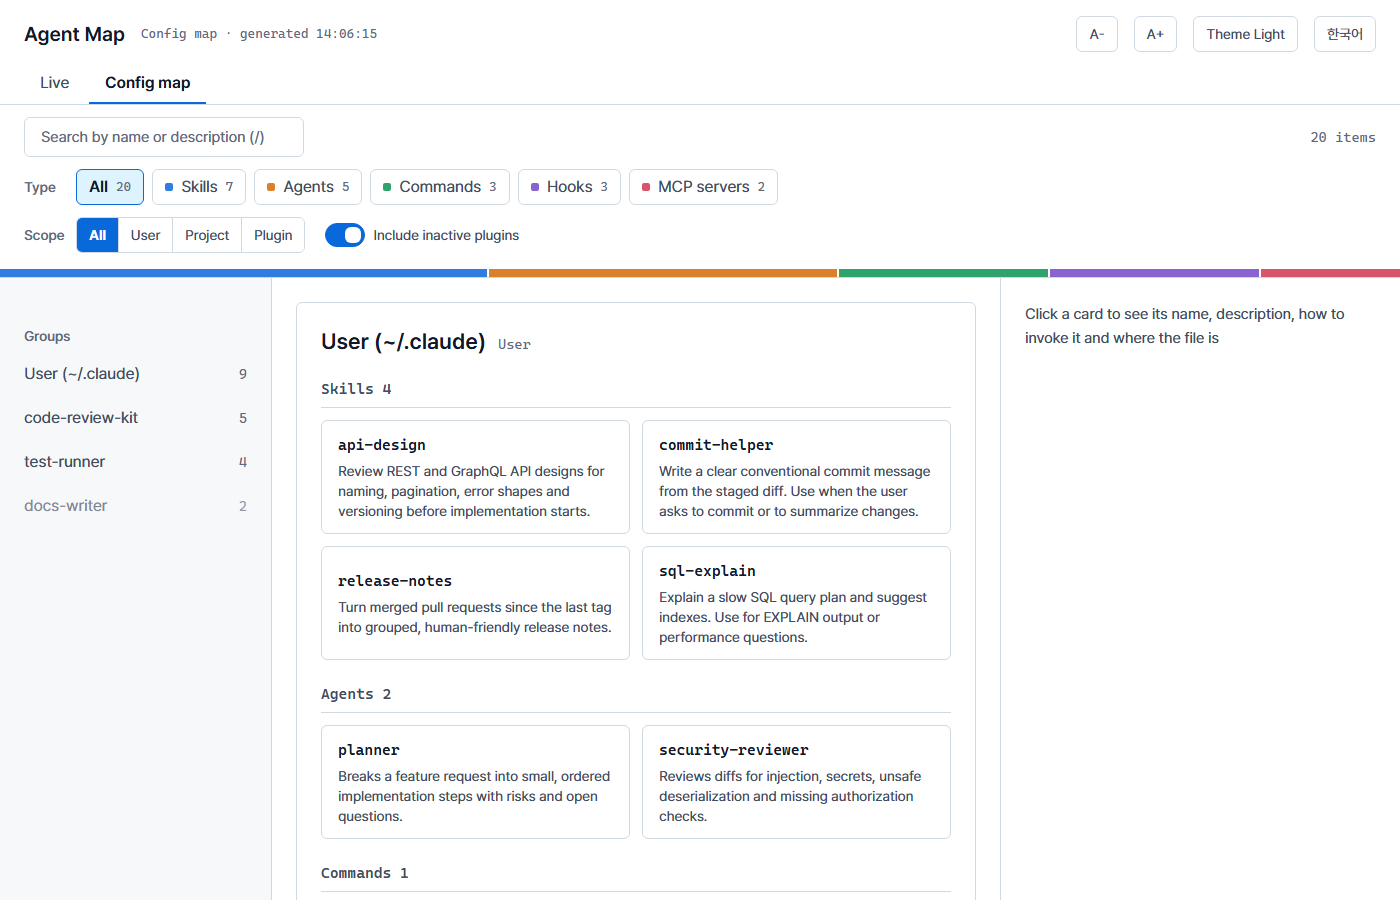 Agent Map
Config map · generated 14:06:15
A-
A+
Theme Light
한국어
Live
Config map
Search by name or description (/)
20 items
Type
All 20
Skills 7
Agents 5
Commands 3
Hooks 3
MCP servers 2
Scope
All
User
Project
Plugin
Include inactive plugins
Groups
User (~/.claude) 9
code-review-kit 5
test-runner 4
docs-writer 2
User (~/.claude) User
Skills 4
api-design
Review REST and GraphQL API designs for
naming, pagination, error shapes and
versioning before implementation starts.
commit-helper
Write a clear conventional commit message
from the staged diff. Use when the user
asks to commit or to summarize changes.
release-notes
Turn merged pull requests since the last tag
into grouped, human-friendly release notes.
sql-explain
Explain a slow SQL query plan and suggest
indexes. Use for EXPLAIN output or
performance questions.
Agents 2
planner
Breaks a feature request into small, ordered
implementation steps with risks and open
questions.
security-reviewer
Reviews diffs for injection, secrets, unsafe
deserialization and missing authorization
checks.
Commands 1
Click a card to see its name, description, how to
invoke it and where the file is